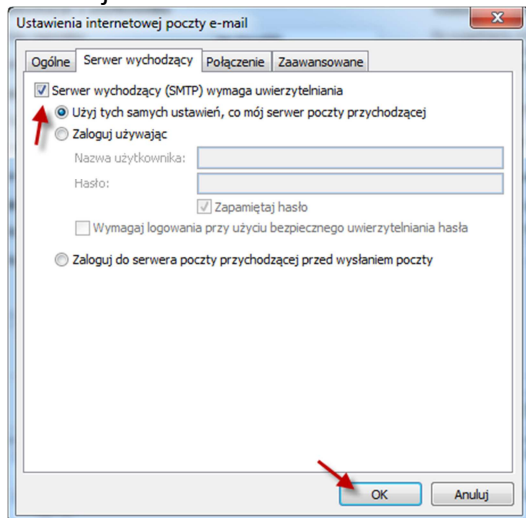 Ustawienia internetowej poczty e-mail
Ogólne Serwer wychodzący Połączenie Zaawansowane
Serwer wychodzący (SMTP) wymaga uwierzytelniania
Użyj tych samych ustawień, co mój serwer poczty przychodzącej
Zaloguj używając
Nazwa użytkownika:
Hasło:
Zapamiętaj hasło
Wymagaj logowania przy użyciu bezpiecznego uwierzytelniania hasła
Zaloguj do serwera poczty przychodzącej przed wysłaniem poczty
OK Anuluj